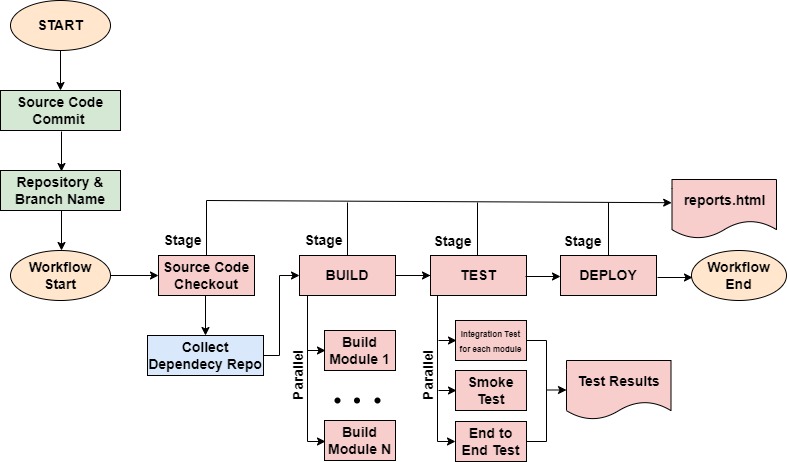 START
Source Code
Commit
Repository &
Branch Name
Workflow
Start
Stage
Source Code
Checkout
Collect
Dependecy Repo
Stage
BUILD
Parallel
Build
Module 1
Build
Module N
Stage
TEST
Parallel
Integration Test
for each module
Smoke
Test
End to
End Test
Test Results
Stage
DEPLOY
reports.html
Workflow
End